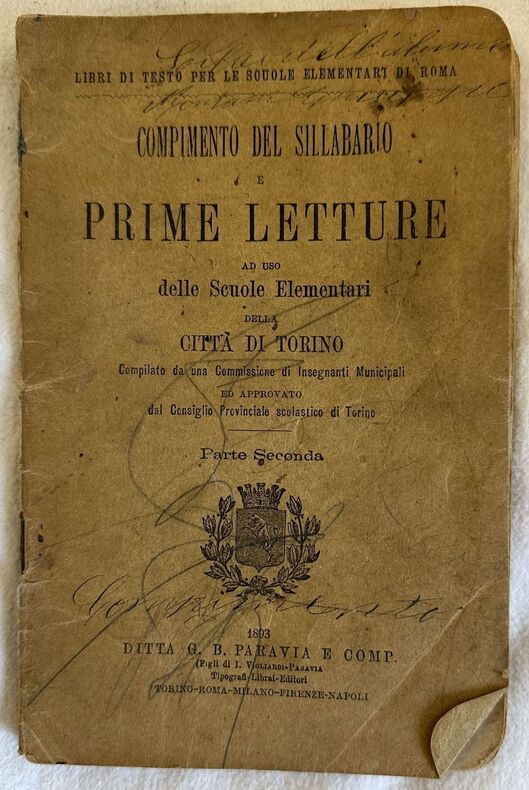 dell'alunno
LIBRI DI TESTO PER LE SCUOLE ELEMENTARI DI ROMA
COMPIMENTO DEL SILLABARIO
E
PRIME LETTURE
AD USO
delle Scuole Elementari
DELLA
CITTÀ DI TORINO
Compilato da una Commissione di Insegnanti Municipali
ED APPROVATO
dal Consiglio Provinciale scolastico di Torino
Parte Seconda
1893
DITTA G. B. PARAVIA E COMP.
(Figli di I. VIGLIARDI-PARAVIA
Tipografi-Librai-Editori
TORINO-ROMA-MILANO-FIRENZE-NAPOLI